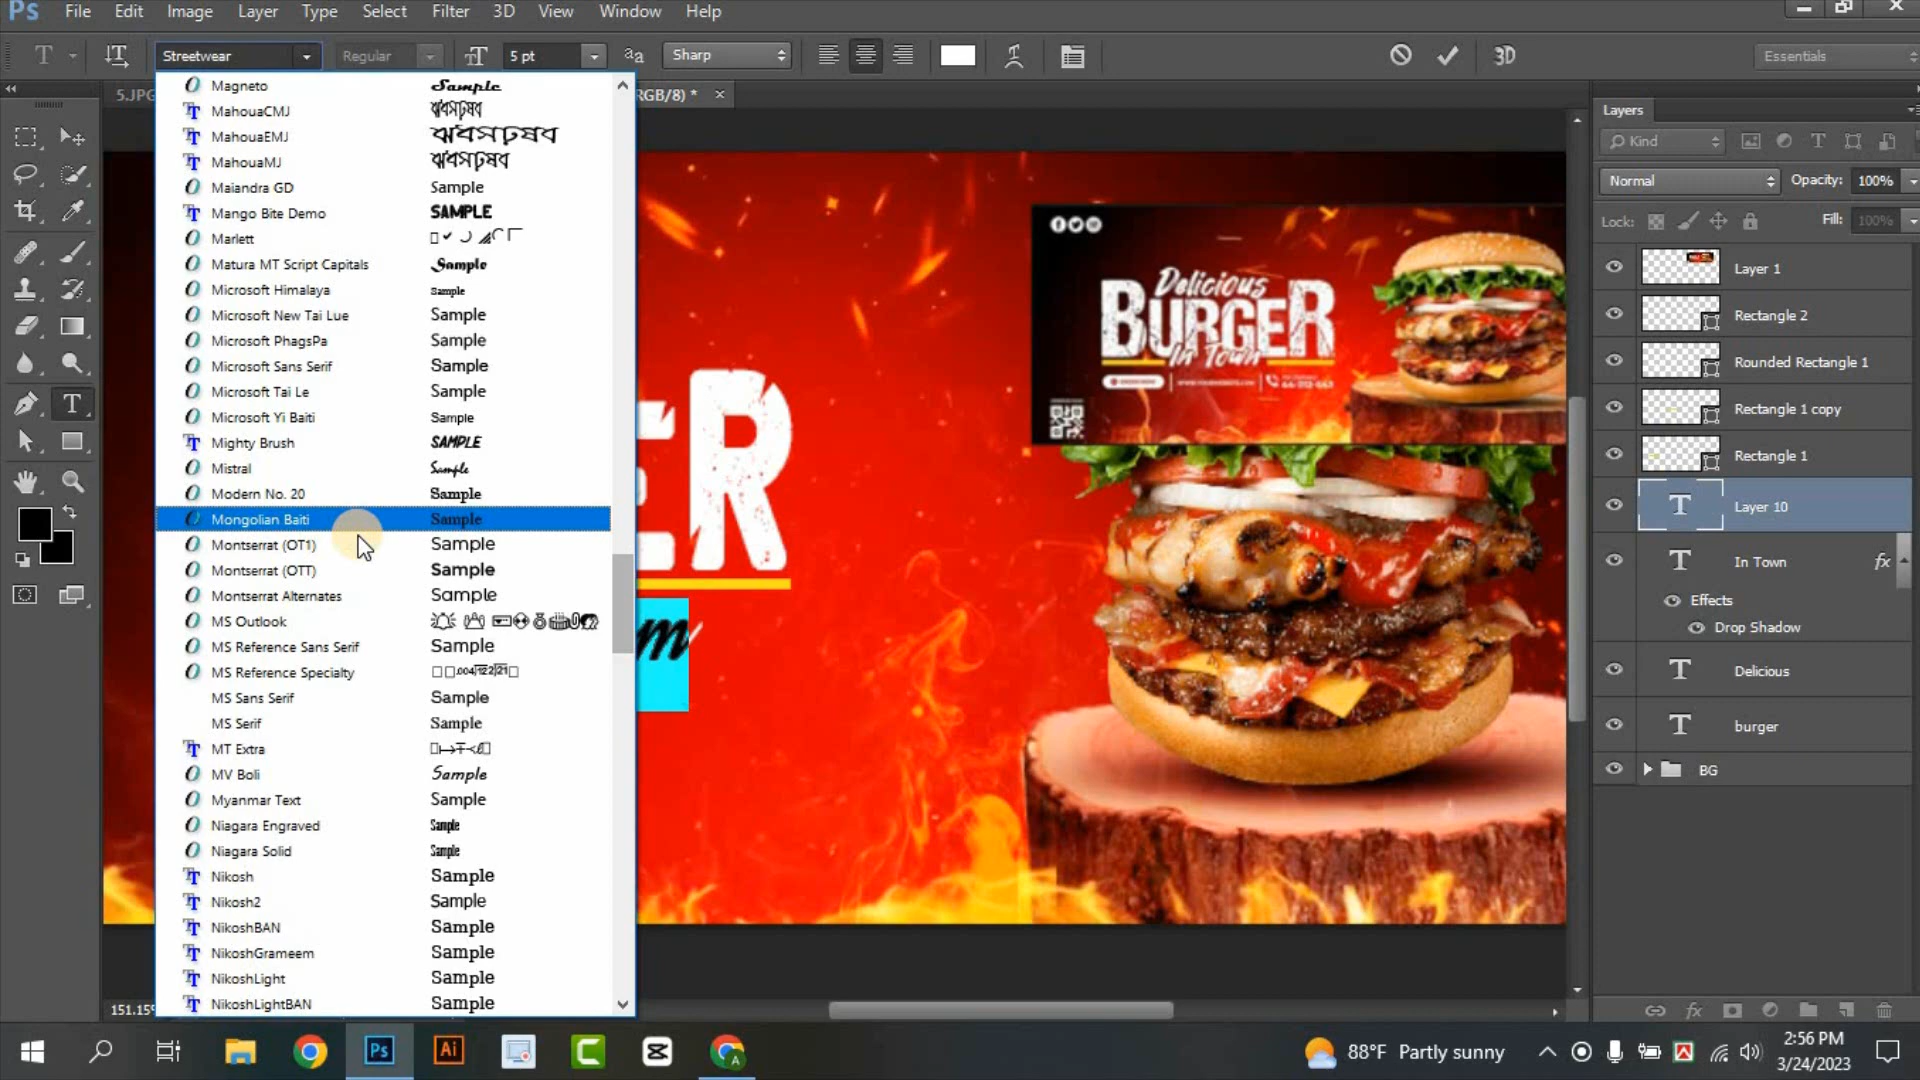 Ps File Edit Image Layer Type Select Filter 3D View Window Help
T Streetwear Regular 5 pt aa Sharp 3D Essentials
5.JPG RGB/8) * ×
Magneto Sample
MahouaCMJ
MahouaEMJ
MahouaMJ
Maiandra GD Sample
Mango Bite Demo SAMPLE
Marlett
Matura MT Script Capitals Sample
Microsoft Himalaya Sample
Microsoft New Tai Lue Sample
Microsoft PhagsPa Sample
Microsoft Sans Serif Sample
Microsoft Tai Le Sample
Microsoft Yi Baiti Sample
Mighty Brush SAMPLE
Mistral Sample
Modern No. 20 Sample
Mongolian Baiti Sample
Montserrat (OT1) Sample
Montserrat (OTT) Sample
Montserrat Alternates Sample
MS Outlook
MS Reference Sans Serif Sample
MS Reference Specialty
MS Sans Serif Sample
MS Serif Sample
MT Extra
MV Boli Sample
Myanmar Text Sample
Niagara Engraved Sample
Niagara Solid Sample
Nikosh Sample
Nikosh2 Sample
NikoshBAN Sample
NikoshGrameem Sample
NikoshLight Sample
NikoshLightBAN Sample
ER
m
Delicious
BURGER
In Town
Layers
Kind
Normal Opacity: 100%
Lock: Fill: 100%
Layer 1
Rectangle 2
Rounded Rectangle 1
Rectangle 1 copy
Rectangle 1
T Layer 10
T In Town fx
Effects
Drop Shadow
T Delicious
T burger
BG
151.15%
Ps Ai
88°F Partly sunny
2:56 PM
3/24/2023